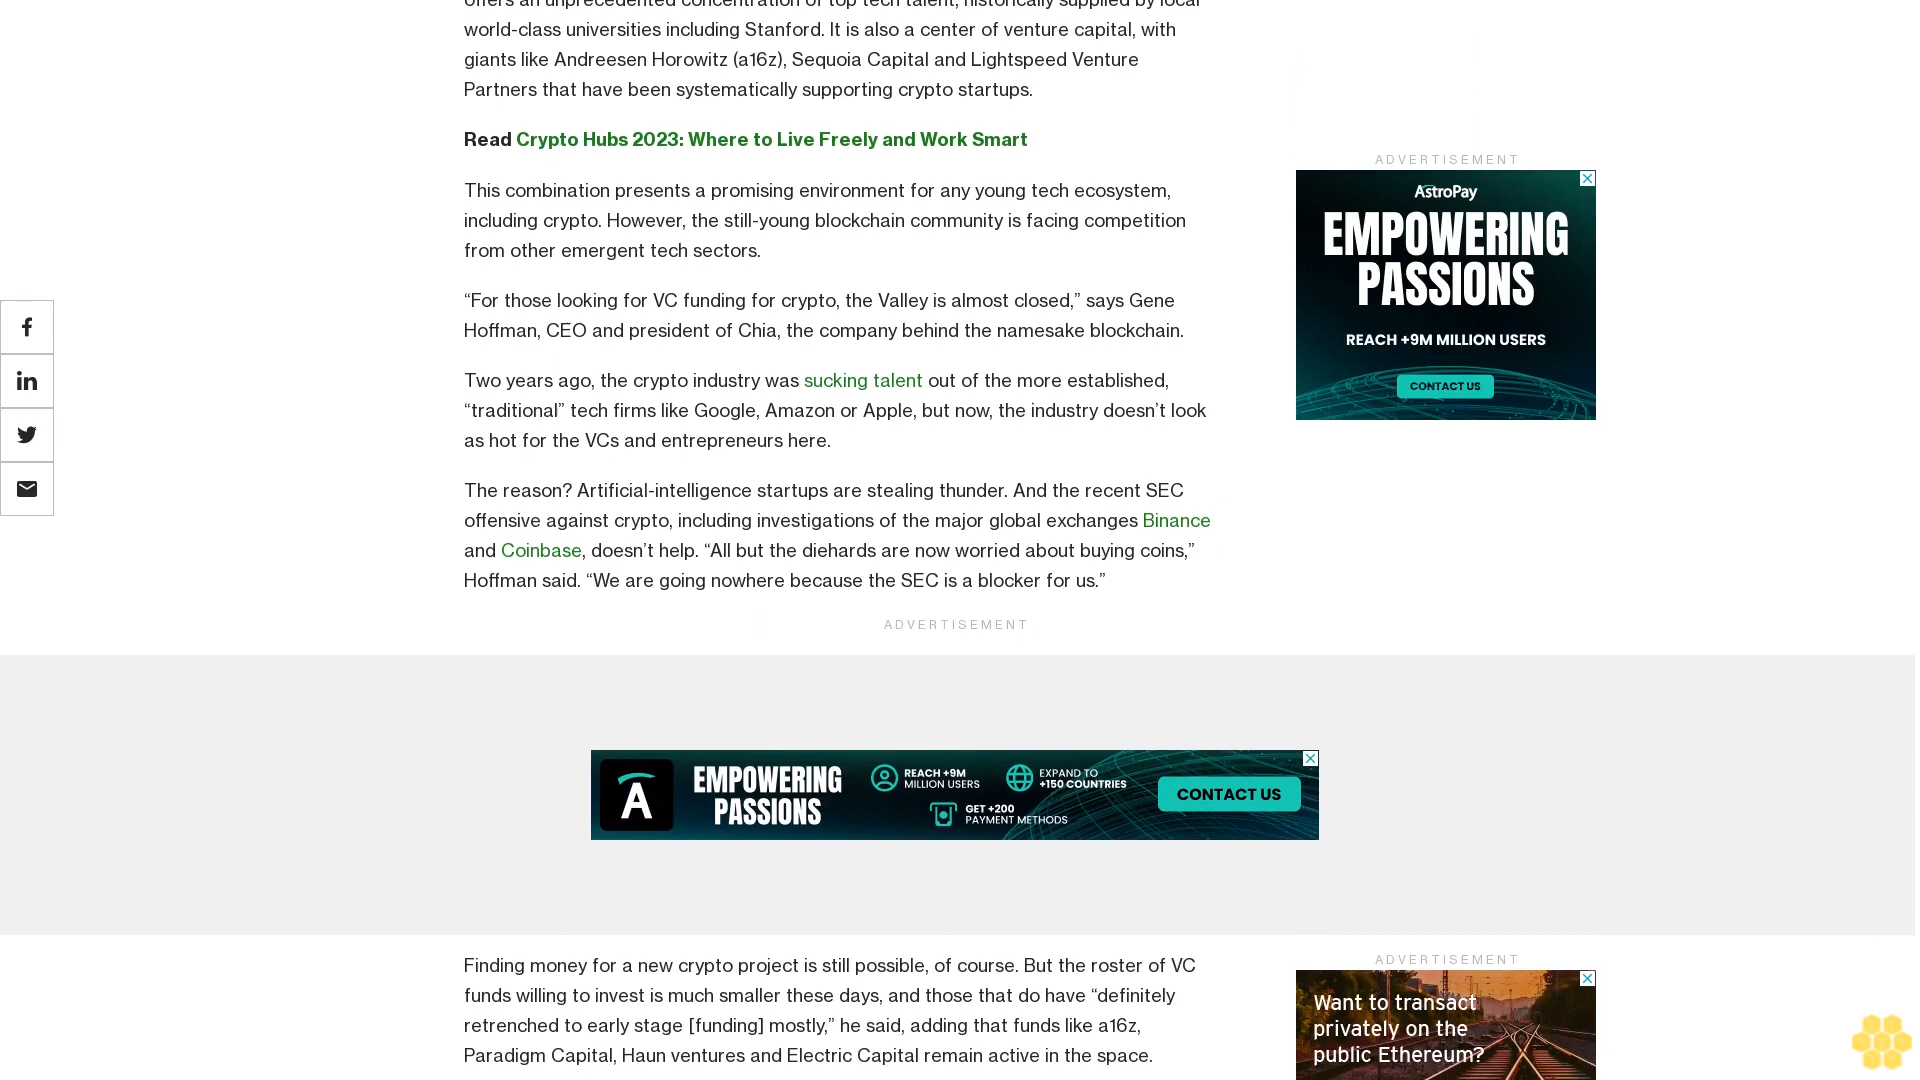 world-class universities including Stanford. It is also a center of venture capital, with
giants like Andreesen Horowitz (a16z), Sequoia Capital and Lightspeed Venture
Partners that have been systematically supporting crypto startups.
Read Crypto Hubs 2023: Where to Live Freely and Work Smart
This combination presents a promising environment for any young tech ecosystem,
including crypto. However, the still-young blockchain community is facing competition
from other emergent tech sectors.
“For those looking for VC funding for crypto, the Valley is almost closed,” says Gene
Hoffman, CEO and president of Chia, the company behind the namesake blockchain.
Two years ago, the crypto industry was sucking talent out of the more established,
“traditional” tech firms like Google, Amazon or Apple, but now, the industry doesn’t look
as hot for the VCs and entrepreneurs here.
The reason? Artificial-intelligence startups are stealing thunder. And the recent SEC
offensive against crypto, including investigations of the major global exchanges Binance
and Coinbase, doesn’t help. “All but the diehards are now worried about buying coins,”
Hoffman said. “We are going nowhere because the SEC is a blocker for us.”
ADVERTISEMENT
AstroPay
EMPOWERING
PASSIONS
REACH +9M MILLION USERS
CONTACT US
ADVERTISEMENT
A
EMPOWERING
PASSIONS
REACH +9M
MILLION USERS
EXPAND TO
+150 COUNTRIES
GET +200
PAYMENT METHODS
CONTACT US
Finding money for a new crypto project is still possible, of course. But the roster of VC
funds willing to invest is much smaller these days, and those that do have “definitely
retrenched to early stage [funding] mostly,” he said, adding that funds like a16z,
Paradigm Capital, Haun ventures and Electric Capital remain active in the space.
ADVERTISEMENT
Want to transact
privately on the
public Ethereum?